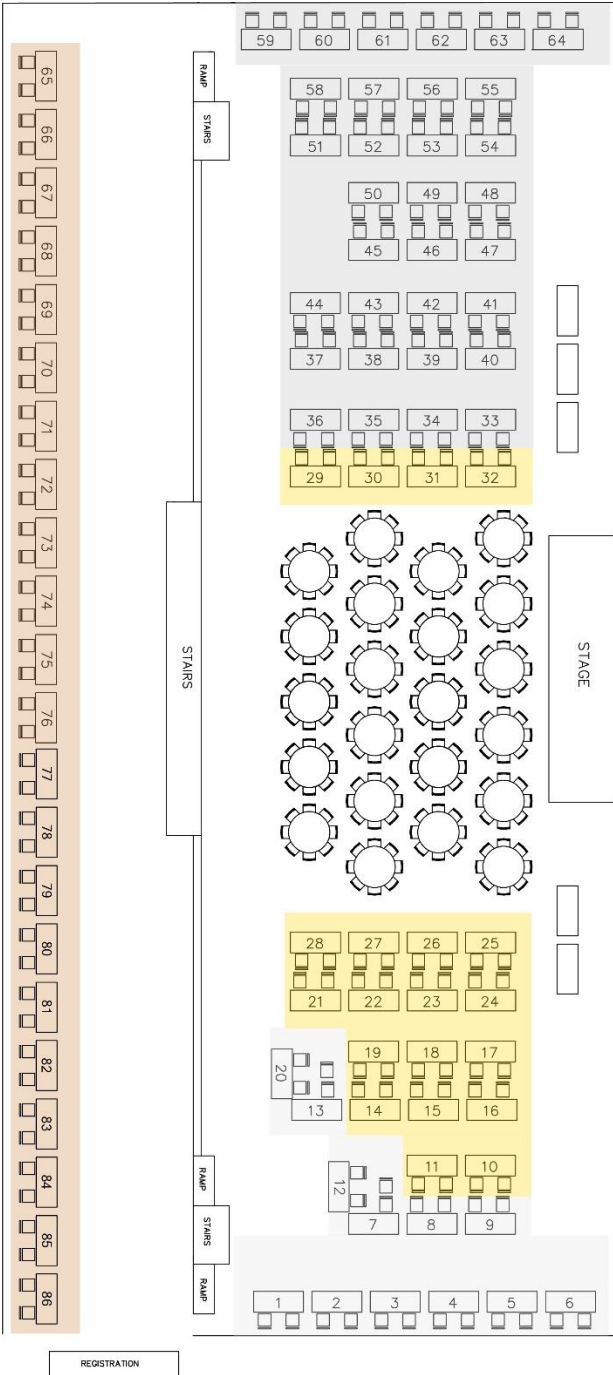 59 60 61 62 63 64
65
RAMP
58 57 56 55
66
STAIRS
51 52 53 54
67
50 49 48
68
45 46 47
69
44 43 42 41
70
37 38 39 40
71
36 35 34 33
72
29 30 31 32
73
74
75
STAIRS
STAGE
76
77
78
79
80
28 27 26 25
81
21 22 23 24
82
19 18 17
20
13 14 15 16
83
84
RAMP
11 10
12
7 8 9
85
STAIRS
86
RAMP
1 2 3 4 5 6
REGISTRATION